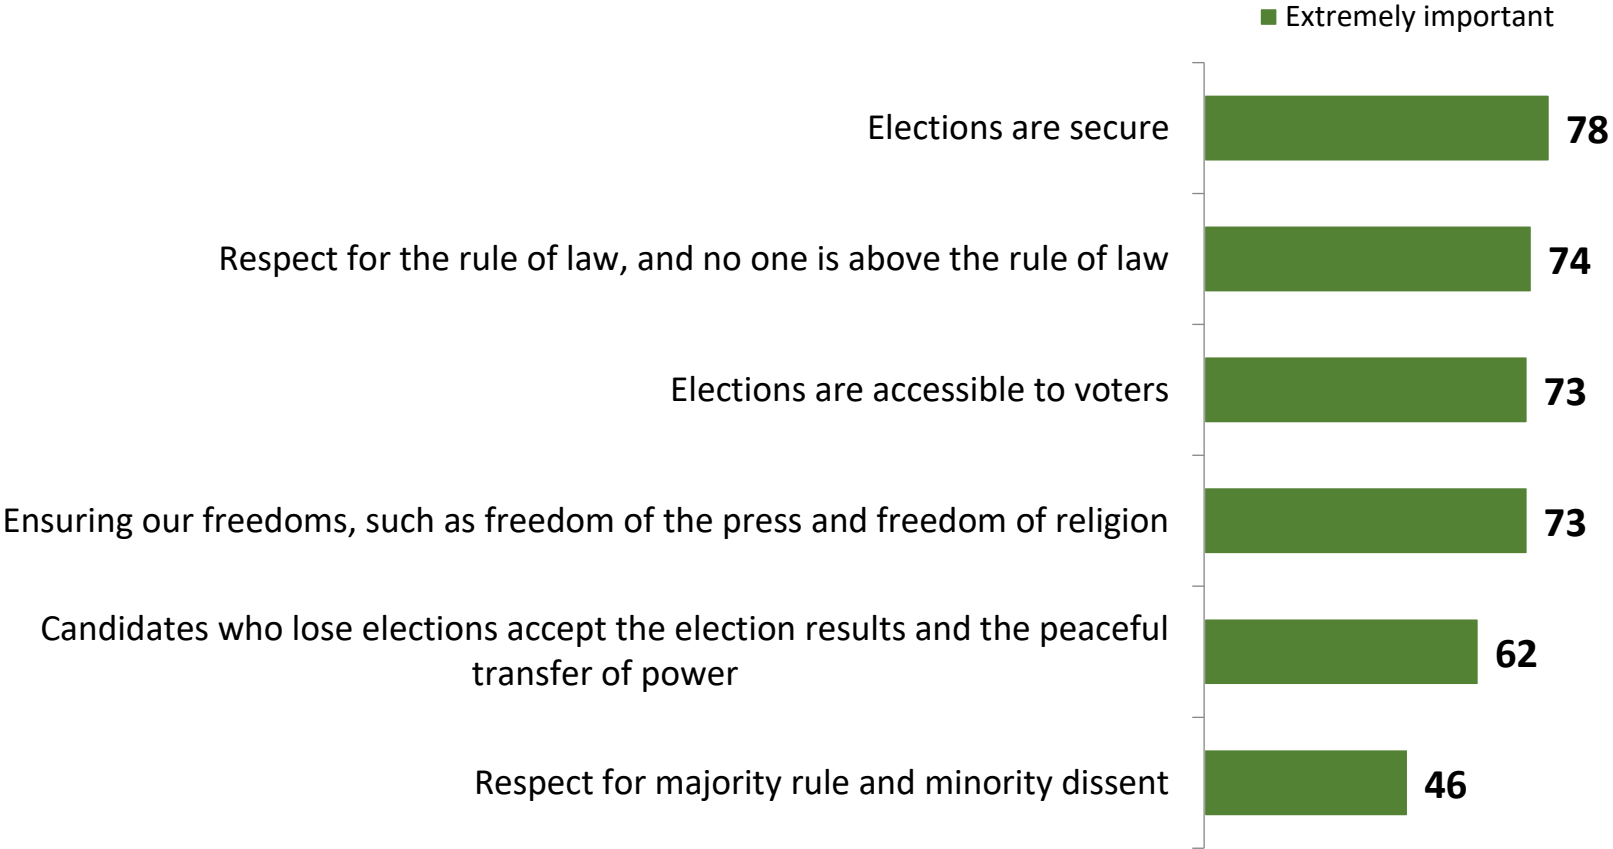 Extremely important
Elections are secure
78
Respect for the rule of law, and no one is above the rule of law
74
Elections are accessible to voters
73
Ensuring our freedoms, such as freedom of the press and freedom of religion
73
Candidates who lose elections accept the election results and the peaceful
transfer of power
62
Respect for majority rule and minority dissent
46